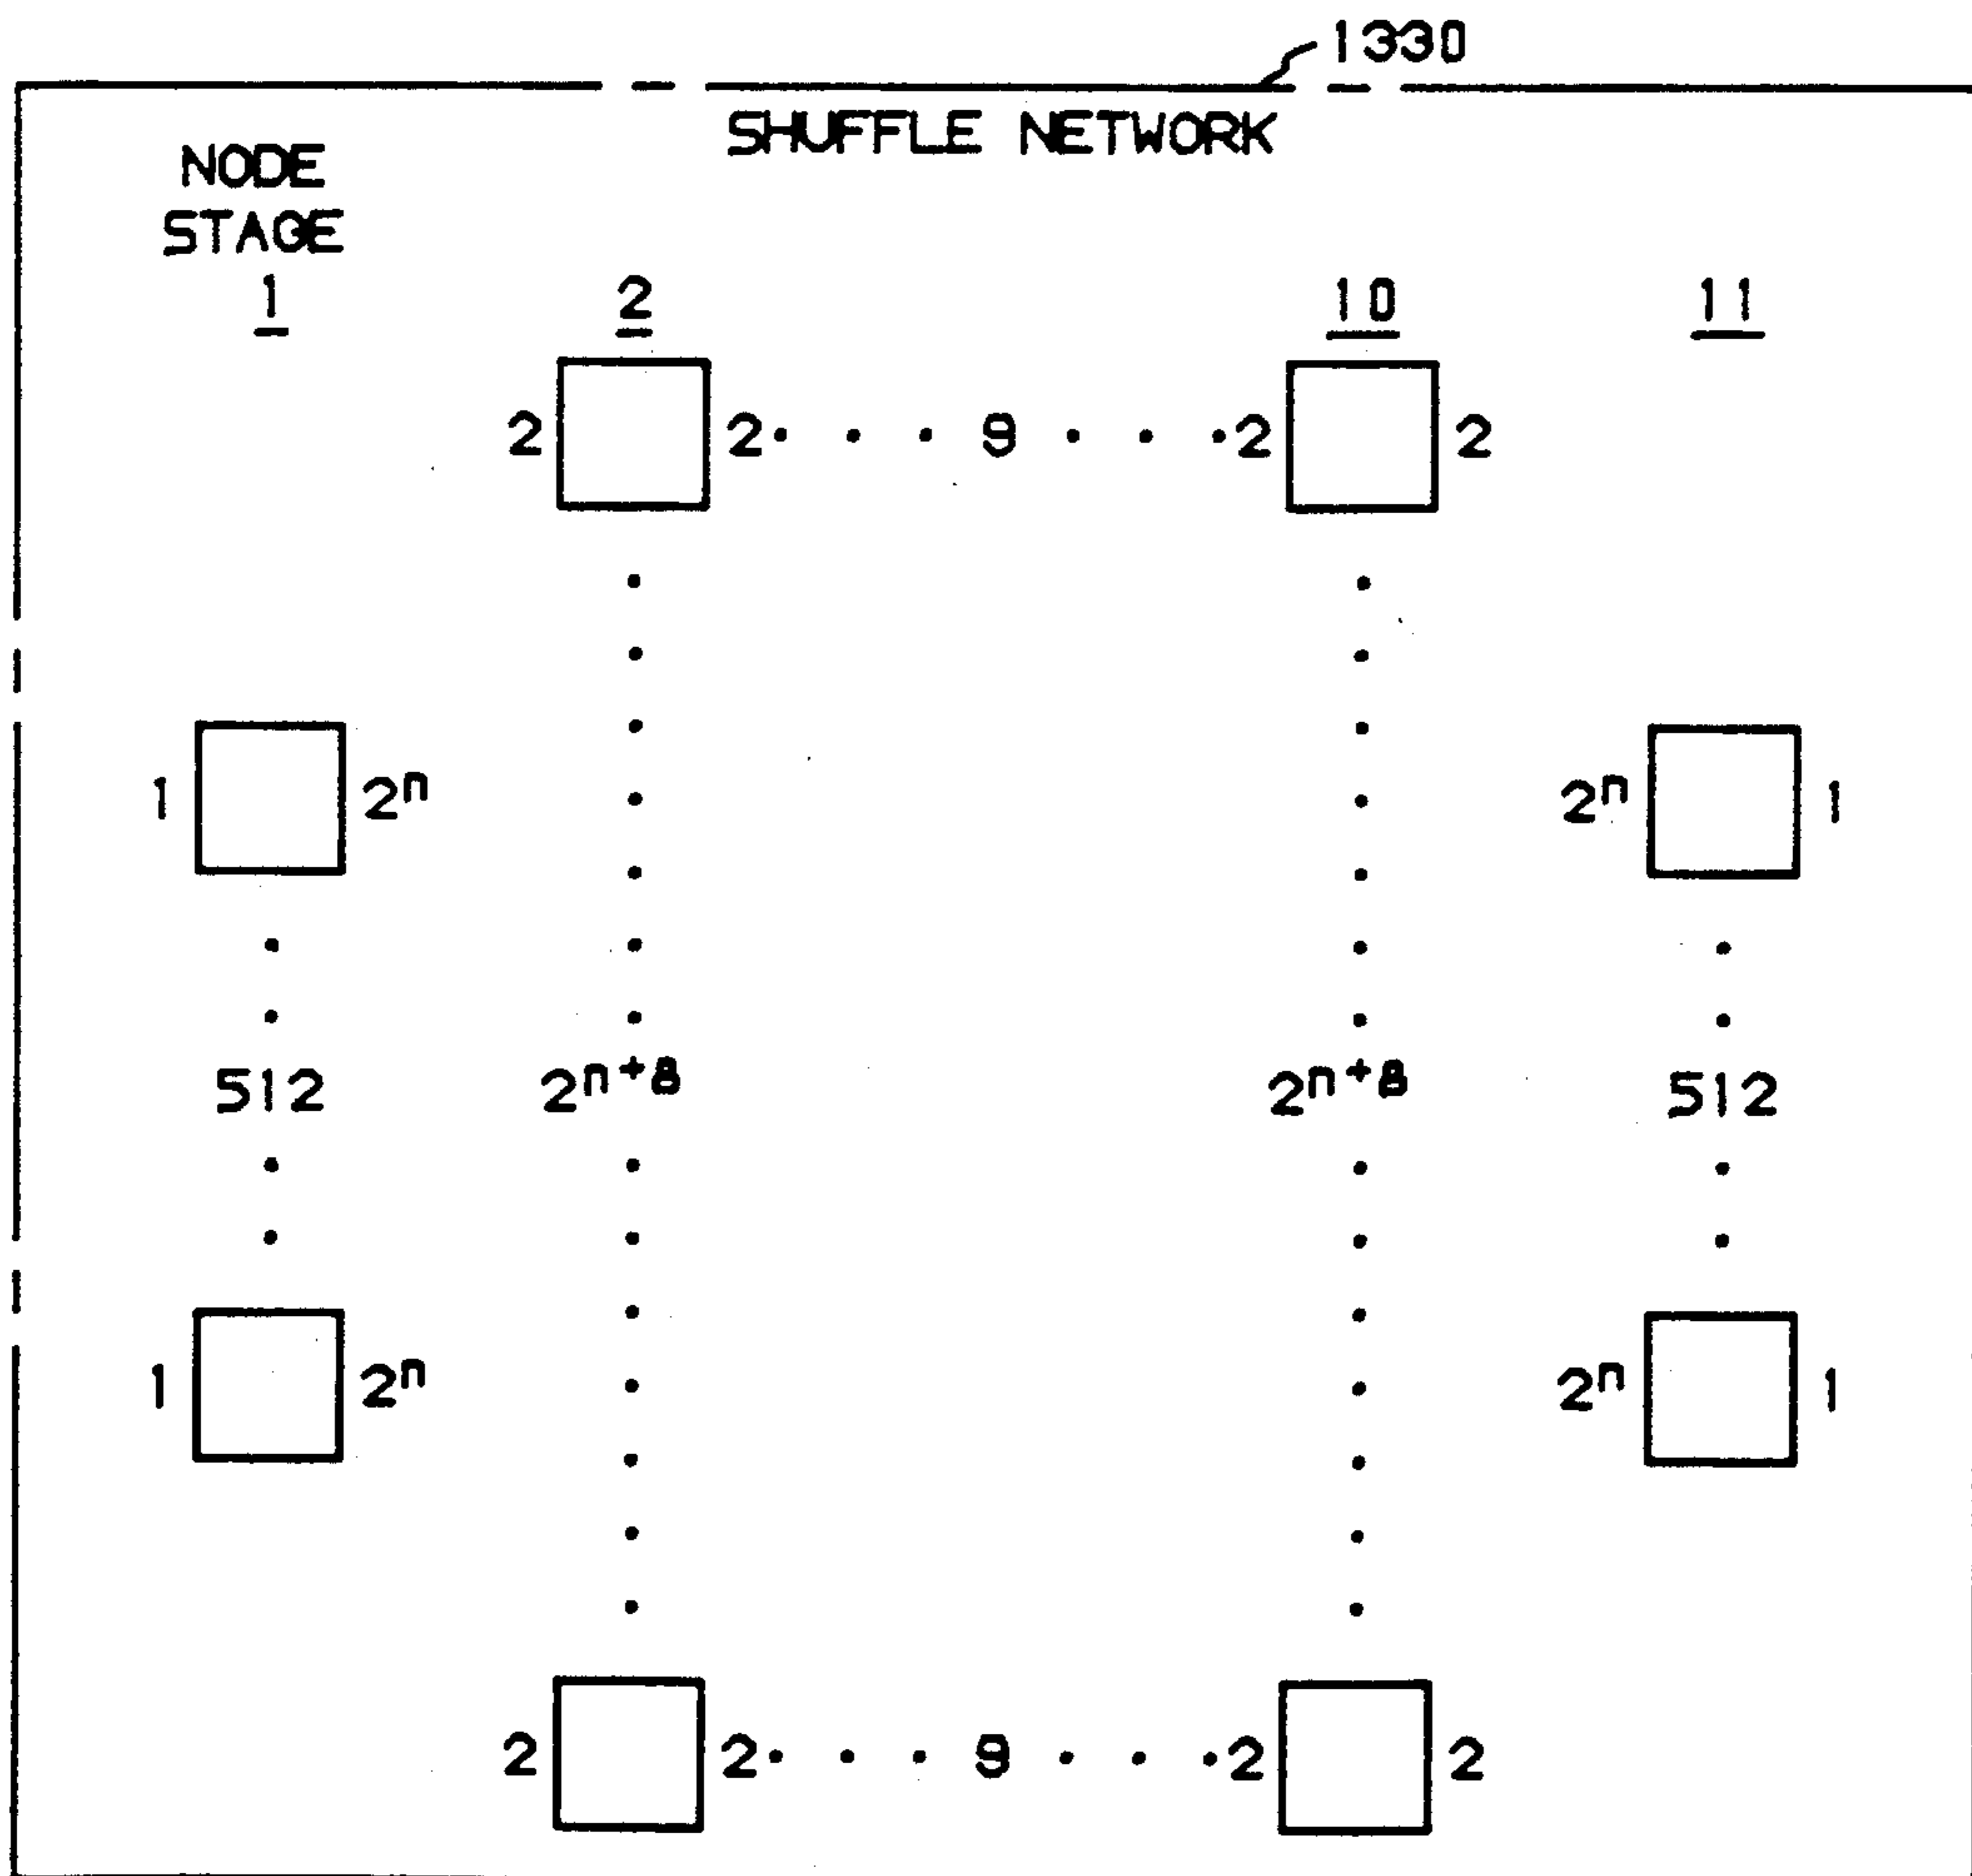 1330
SHUFFLE NETWORK
NODE
STAGE
1 2 10 11
2 2 . . . 9 . . . 2 2
1 2ⁿ 2ⁿ 1
512 2ⁿ⁺⁸ 2ⁿ⁺⁸ 512
1 2ⁿ 2ⁿ 1
2 2 . . . 9 . . . 2 2